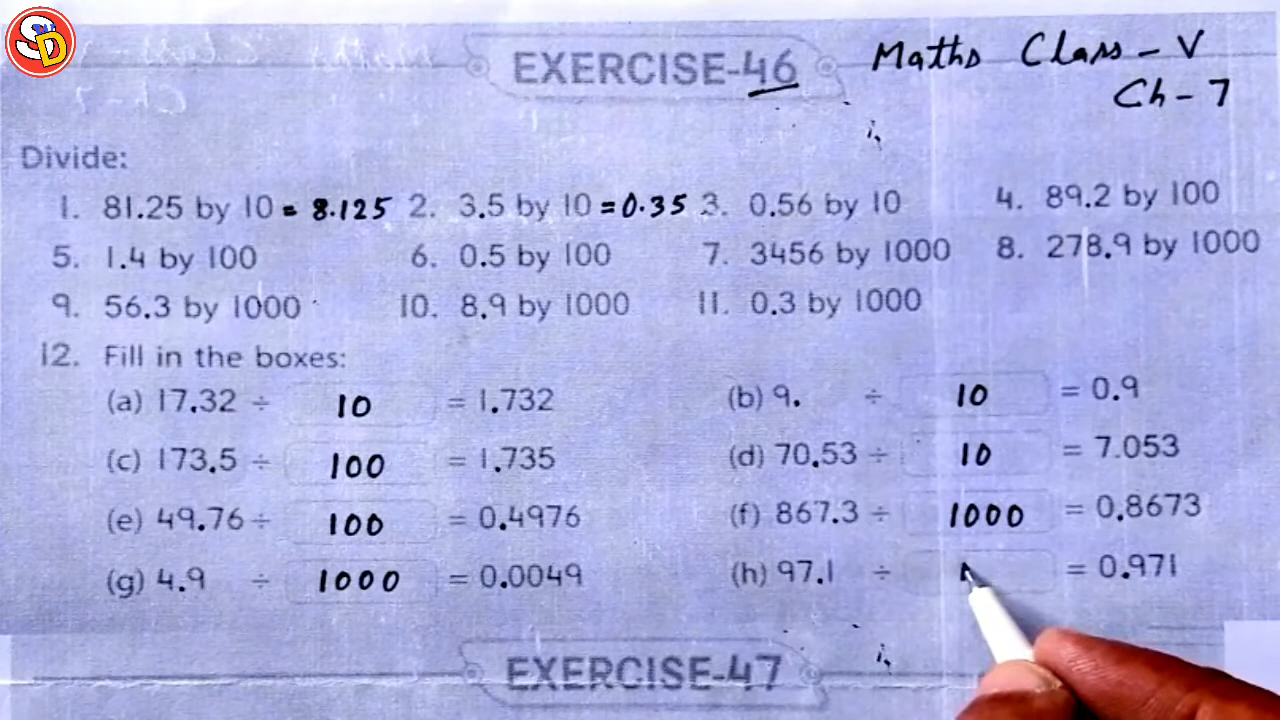 SD
EXERCISE-46
Maths Class - V
Ch - 7
Divide:
1. 81.25 by 10 = 8.125 2. 3.5 by 10 = 0.35 3. 0.56 by 10 4. 89.2 by 100
5. 1.4 by 100 6. 0.5 by 100 7. 3456 by 1000 8. 278.9 by 1000
9. 56.3 by 1000 10. 8.9 by 1000 11. 0.3 by 1000
12. Fill in the boxes:
(a) 17.32 ÷ 10 = 1.732 (b) 9. ÷ 10 = 0.9
(c) 173.5 ÷ 100 = 1.735 (d) 70.53 ÷ 10 = 7.053
(e) 49.76 ÷ 100 = 0.4976 (f) 867.3 ÷ 1000 = 0.8673
(g) 4.9 ÷ 1000 = 0.0049 (h) 97.1 ÷ = 0.971
EXERCISE-47